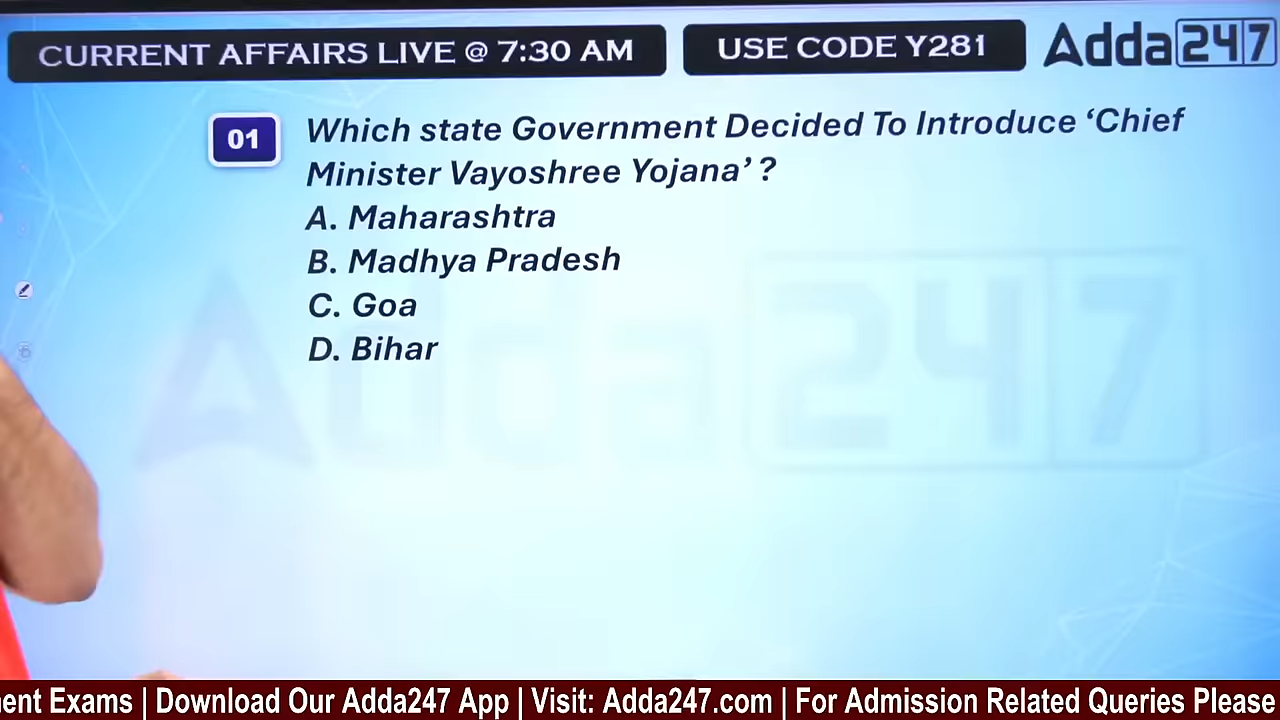 CURRENT AFFAIRS LIVE @ 7:30 AM
USE CODE Y281
Adda247
01
Which state Government Decided To Introduce ‘Chief
Minister Vayoshree Yojana’ ?
A. Maharashtra
B. Madhya Pradesh
C. Goa
D. Bihar
Adda247
ent Exams | Download Our Adda247 App | Visit: Adda247.com | For Admission Related Queries Please